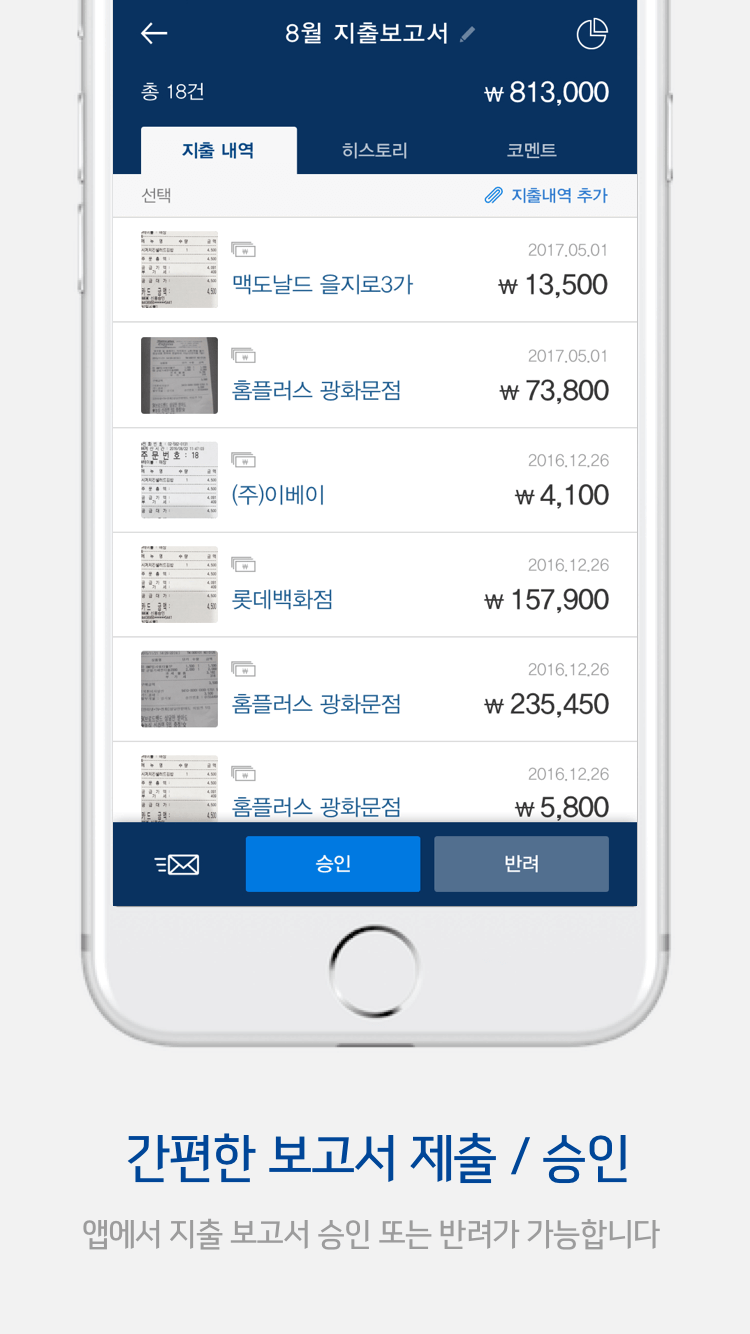 8월 지출보고서
총 18건
₩ 813,000
지출 내역 히스토리 코멘트
선택 지출내역 추가
2017.05.01
맥도날드 을지로3가 ₩ 13,500
2017.05.01
홈플러스 광화문점 ₩ 73,800
주문번호 : 18
2016.12.26
(주)이베이 ₩ 4,100
2016.12.26
롯데백화점 ₩ 157,900
2016.12.26
홈플러스 광화문점 ₩ 235,450
2016.12.26
홈플러스 광화문점 ₩ 5,800
승인 반려
간편한 보고서 제출 / 승인
앱에서 지출 보고서 승인 또는 반려가 가능합니다